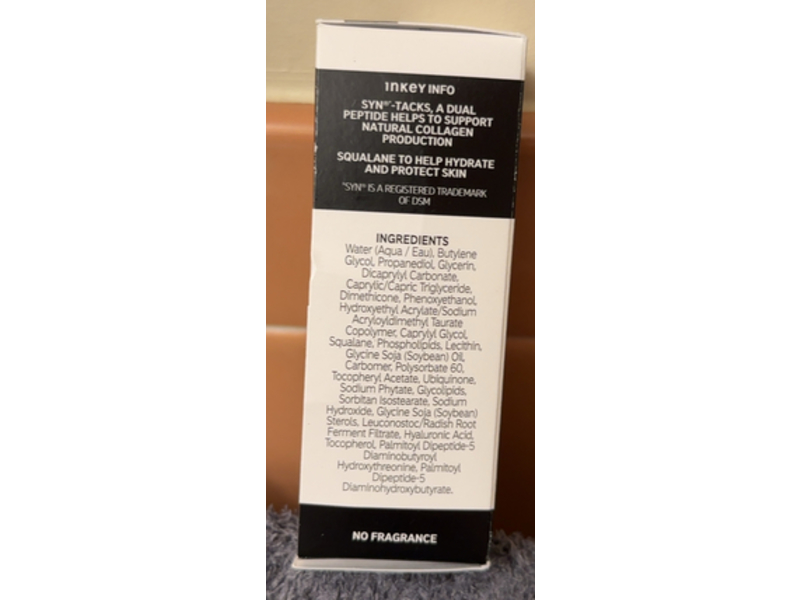 INKEY INFO
SYN®*-TACKS, A DUAL
PEPTIDE HELPS TO SUPPORT
NATURAL COLLAGEN
PRODUCTION
SQUALANE TO HELP HYDRATE
AND PROTECT SKIN
*SYN® IS A REGISTERED TRADEMARK
OF DSM
INGREDIENTS
Water (Aqua / Eau), Butylene
Glycol, Propanediol, Glycerin,
Dicaprylyl Carbonate,
Caprylic/Capric Triglyceride,
Dimethicone, Phenoxyethanol,
Hydroxyethyl Acrylate/Sodium
Acryloyldimethyl Taurate
Copolymer, Caprylyl Glycol,
Squalane, Phospholipids, Lecithin,
Glycine Soja (Soybean) Oil,
Carbomer, Polysorbate 60,
Tocopheryl Acetate, Ubiquinone,
Sodium Phytate, Glycolipids,
Sorbitan Isostearate, Sodium
Hydroxide, Glycine Soja (Soybean)
Sterols, Leuconostoc/Radish Root
Ferment Filtrate, Hyaluronic Acid,
Tocopherol, Palmitoyl Dipeptide-5
Diaminobutyroyl
Hydroxythreonine, Palmitoyl
Dipeptide-5
Diaminohydroxybutyrate.
NO FRAGRANCE